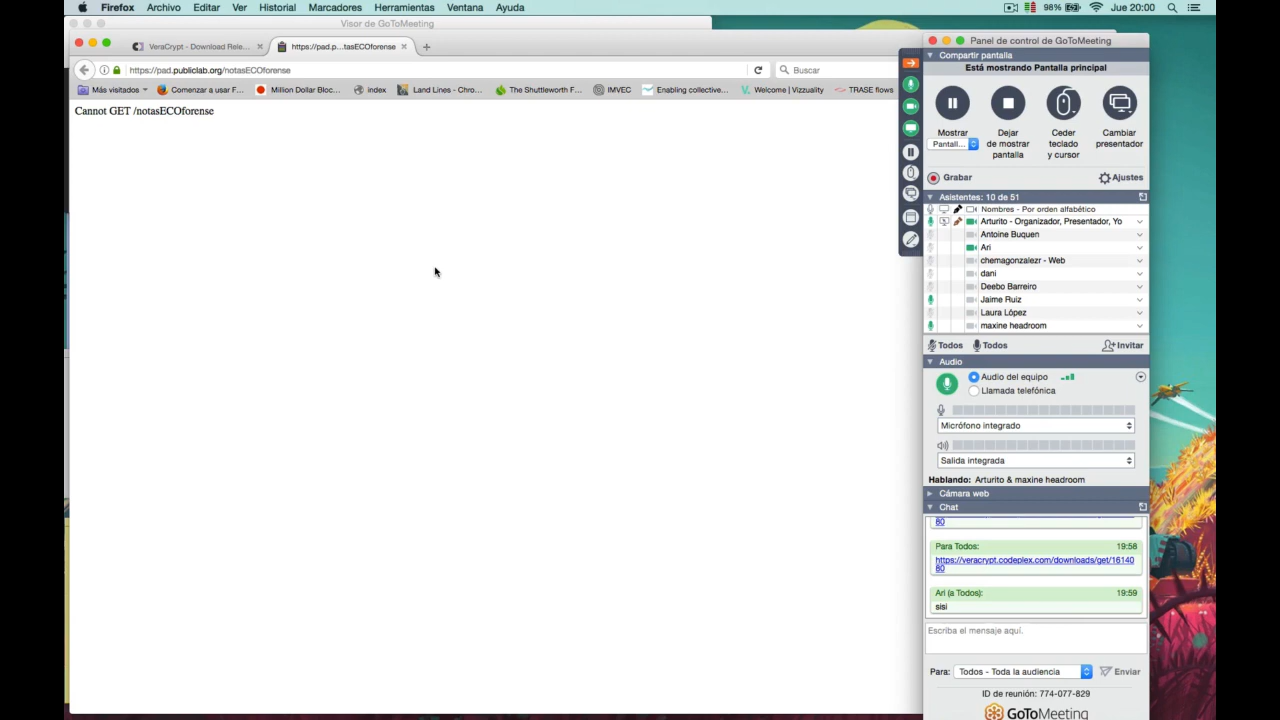 Firefox Archivo Editar Ver Historial Marcadores Herramientas Ventana Ayuda
98% Jue 20:00
Visor de GoToMeeting
VeraCrypt - Download Rele...
https://pad.p...tasECOforense
https://pad.publiclab.org/notasECOforense
Buscar
Más visitados
Comenzar a usar F...
Million Dollar Bloc...
index
Land Lines - Chro...
The Shuttleworth F...
IMVEC
Enabling collective...
Welcome | Vizzuality
TRASE flows
Cannot GET /notasECOforense
Panel de control de GoToMeeting
Compartir pantalla
Está mostrando Pantalla principal
Mostrar
Pantall...
Dejar
de mostrar
pantalla
Ceder
teclado
y cursor
Cambiar
presentador
Grabar
Ajustes
Asistentes: 10 de 51
Nombres - Por orden alfabético
Arturito - Organizador, Presentador, Yo
Antoine Buquen
Ari
chemagonzalezr - Web
dani
Deebo Barreiro
Jaime Ruiz
Laura López
maxine headroom
Todos Todos Invitar
Audio
Audio del equipo
Llamada telefónica
Micrófono integrado
Salida integrada
Hablando: Arturito & maxine headroom
Cámara web
Chat
80
Para Todos: 19:58
https://veracrypt.codeplex.com/downloads/get/16140
80
Ari (a Todos): 19:59
sisi
Escriba el mensaje aquí.
Para: Todos - Toda la audiencia Enviar
ID de reunión: 774-077-829
GoToMeeting